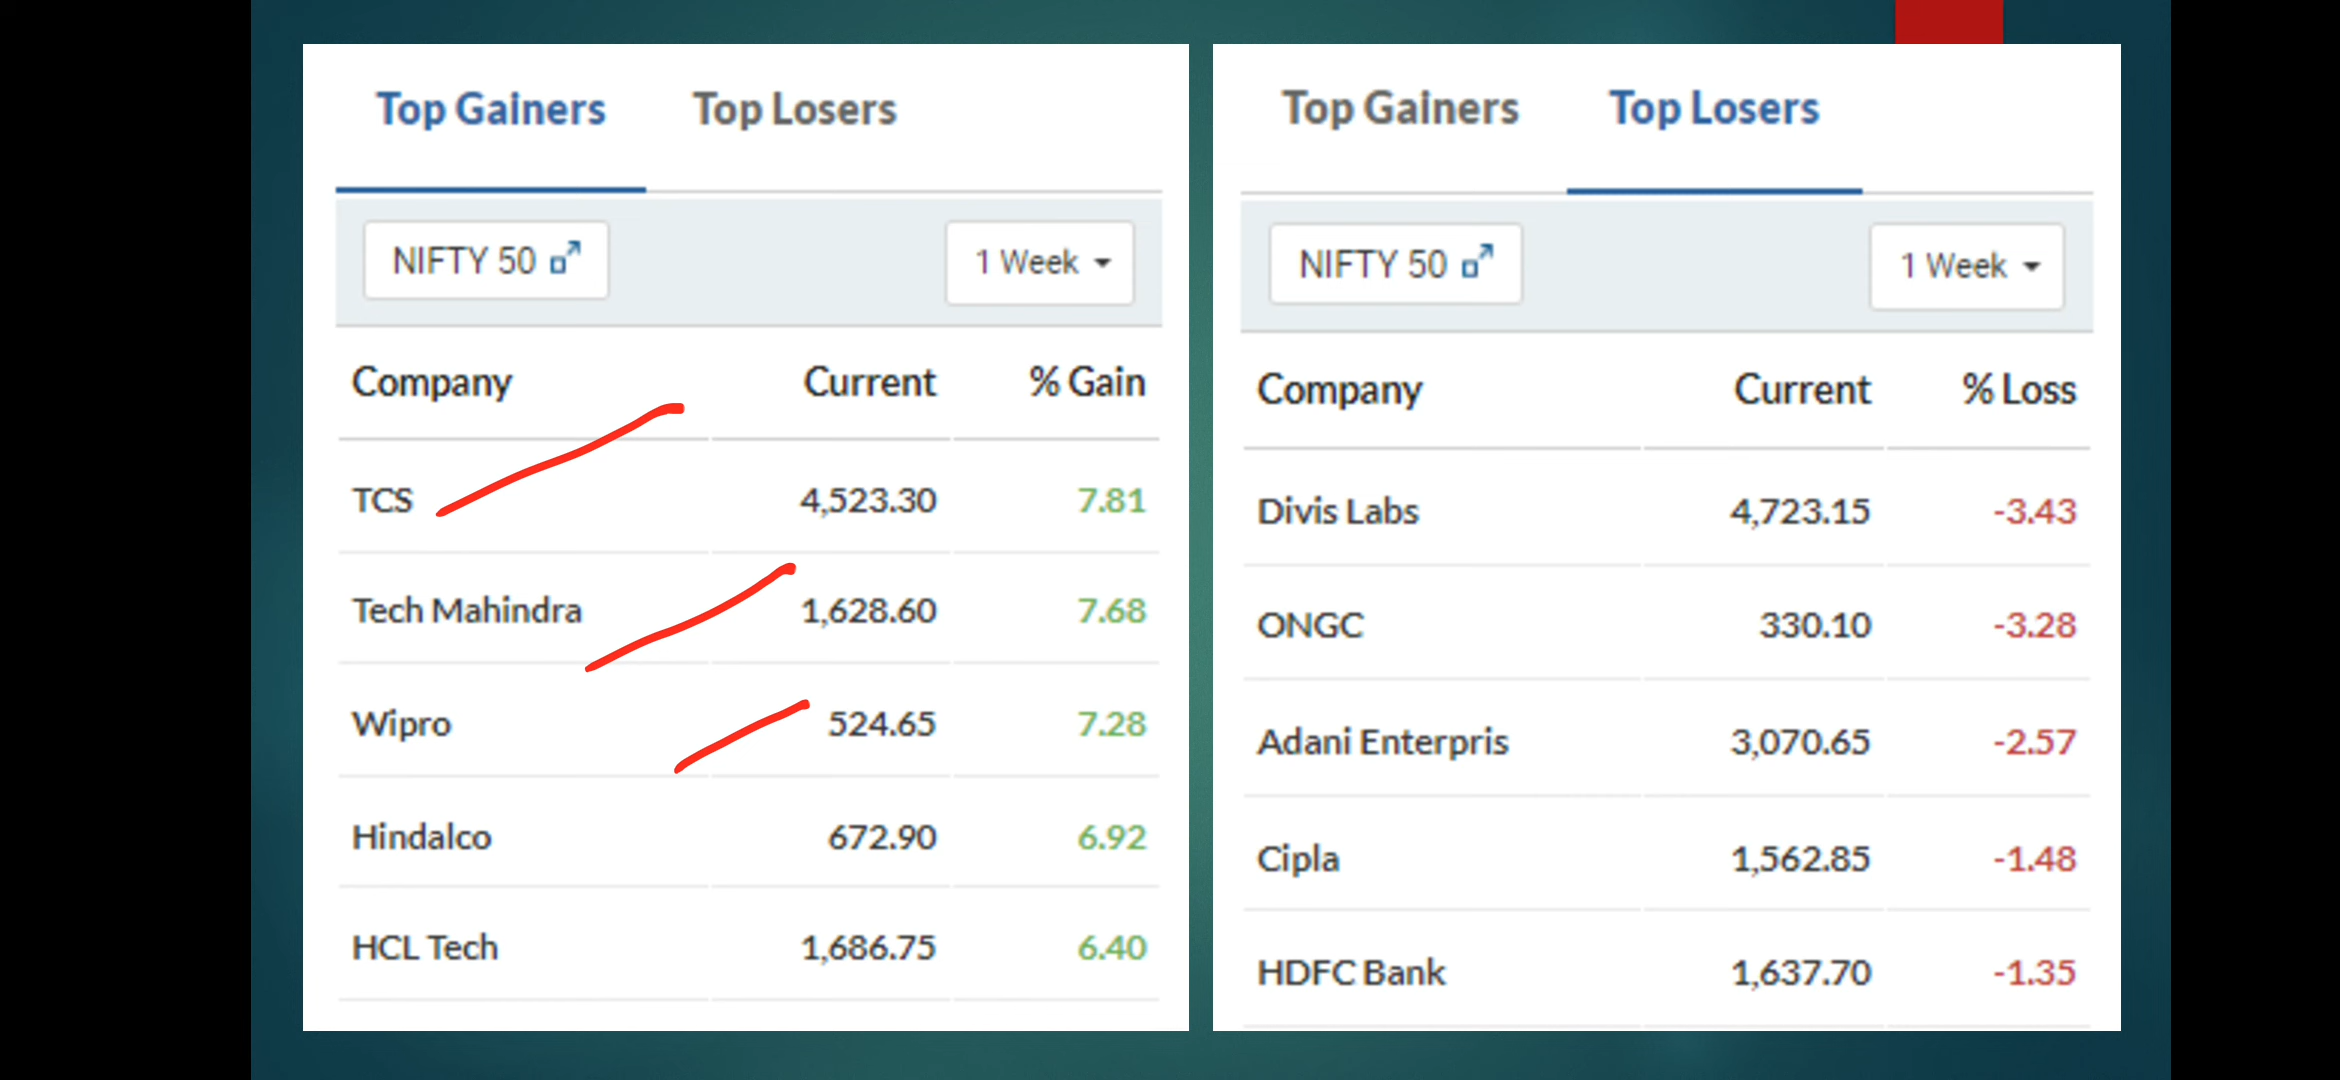 Top Gainers Top Losers
NIFTY 50 1 Week
Company Current % Gain
TCS 4,523.30 7.81
Tech Mahindra 1,628.60 7.68
Wipro 524.65 7.28
Hindalco 672.90 6.92
HCL Tech 1,686.75 6.40
Top Gainers Top Losers
NIFTY 50 1 Week
Company Current % Loss
Divis Labs 4,723.15 -3.43
ONGC 330.10 -3.28
Adani Enterpris 3,070.65 -2.57
Cipla 1,562.85 -1.48
HDFC Bank 1,637.70 -1.35